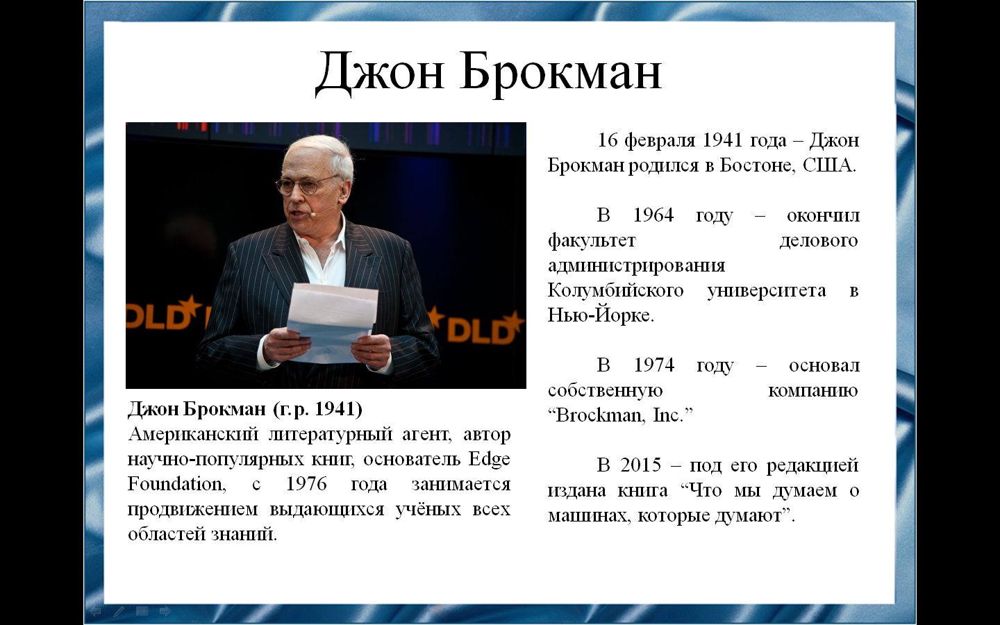 Джон Брокман
DLD
DLD
Джон Брокман (г.р. 1941)
Американский литературный агент, автор
научно-популярных книг, основатель Edge
Foundation, с 1976 года занимается
продвижением выдающихся учёных всех
областей знаний.
16 февраля 1941 года – Джон
Брокман родился в Бостоне, США.
В 1964 году – окончил
факультет делового
администрирования
Колумбийского университета в
Нью-Йорке.
В 1974 году – основал
собственную компанию
“Brockman, Inc.”
В 2015 – под его редакцией
издана книга “Что мы думаем о
машинах, которые думают”.